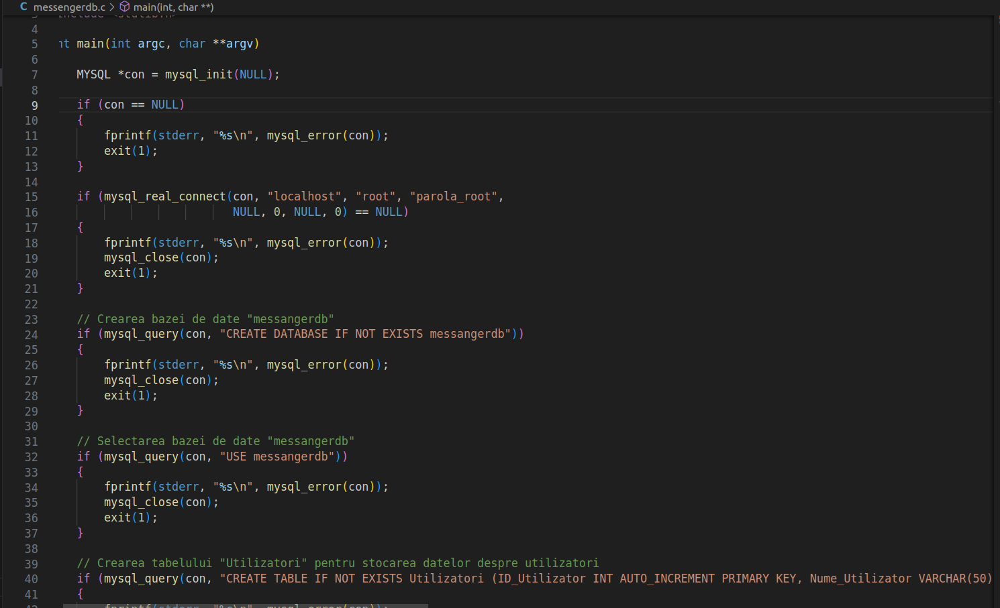 C messengerdb.c > main(int, char **)
4
5 nt main(int argc, char **argv)
6
7 MYSQL *con = mysql_init(NULL);
8
9 if (con == NULL)
10 {
11 fprintf(stderr, "%s\n", mysql_error(con));
12 exit(1);
13 }
14
15 if (mysql_real_connect(con, "localhost", "root", "parola_root",
16 NULL, 0, NULL, 0) == NULL)
17 {
18 fprintf(stderr, "%s\n", mysql_error(con));
19 mysql_close(con);
20 exit(1);
21 }
22
23 // Crearea bazei de date "messangerdb"
24 if (mysql_query(con, "CREATE DATABASE IF NOT EXISTS messangerdb"))
25 {
26 fprintf(stderr, "%s\n", mysql_error(con));
27 mysql_close(con);
28 exit(1);
29 }
30
31 // Selectarea bazei de date "messangerdb"
32 if (mysql_query(con, "USE messangerdb"))
33 {
34 fprintf(stderr, "%s\n", mysql_error(con));
35 mysql_close(con);
36 exit(1);
37 }
38
39 // Crearea tabelului "Utilizatori" pentru stocarea datelor despre utilizatori
40 if (mysql_query(con, "CREATE TABLE IF NOT EXISTS Utilizatori (ID_Utilizator INT AUTO_INCREMENT PRIMARY KEY, Nume_Utilizator VARCHAR(50)
41 {